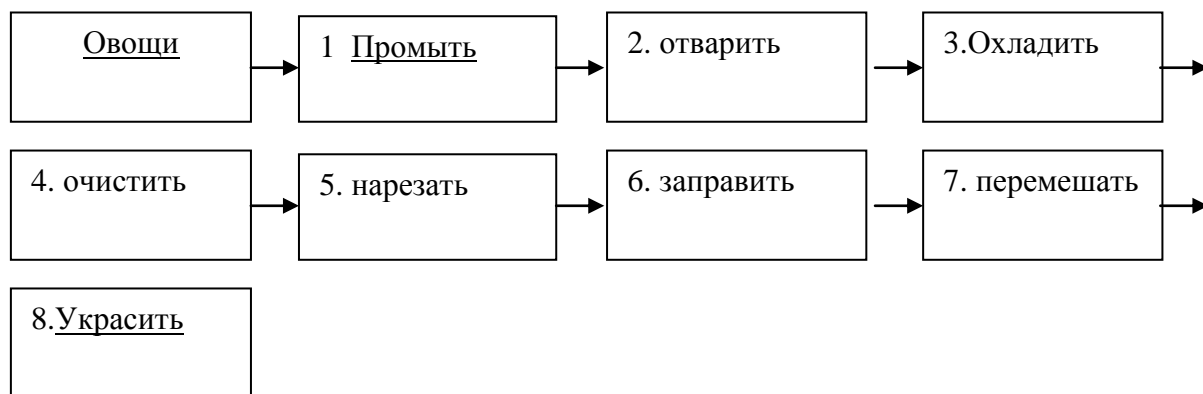 Овощи
1 Промыть
2. отварить
3.Охладить
4. очистить
5. нарезать
6. заправить
7. перемешать
8.Украсить